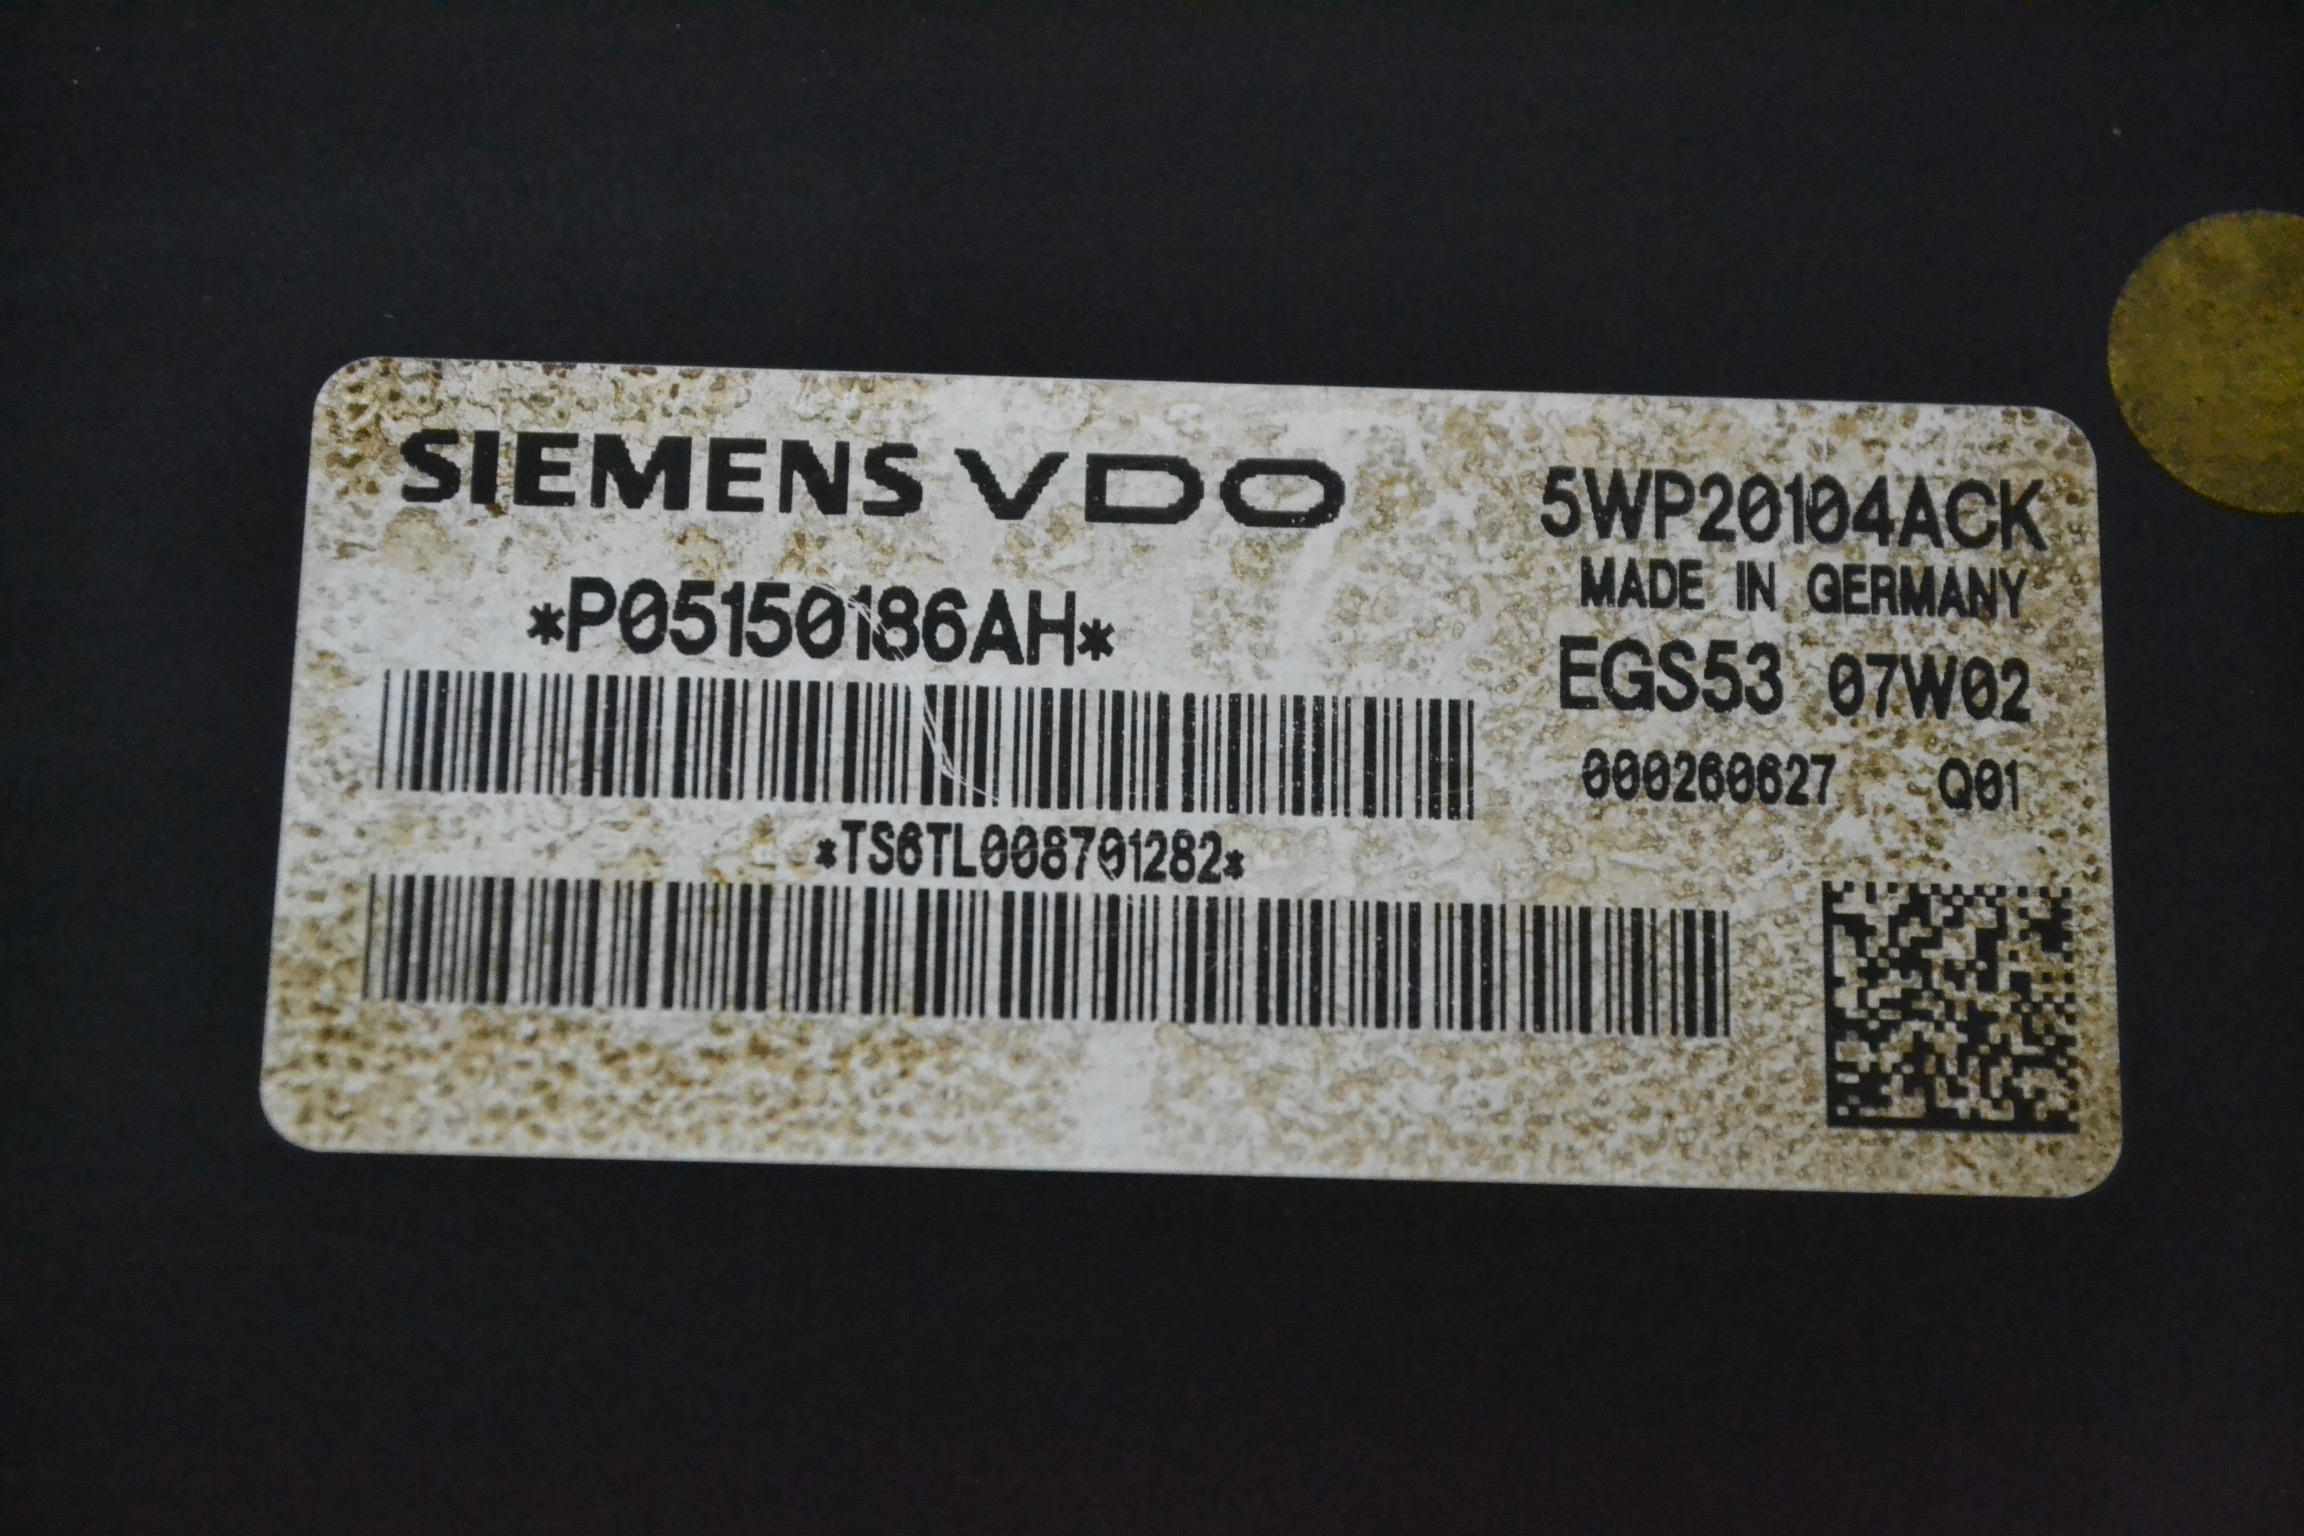 SIEMENS VDO
*P05150186AH*
*TS6TL008701282*
5WP20104ACK
MADE IN GERMANY
EGS53 07W02
000260627 Q01